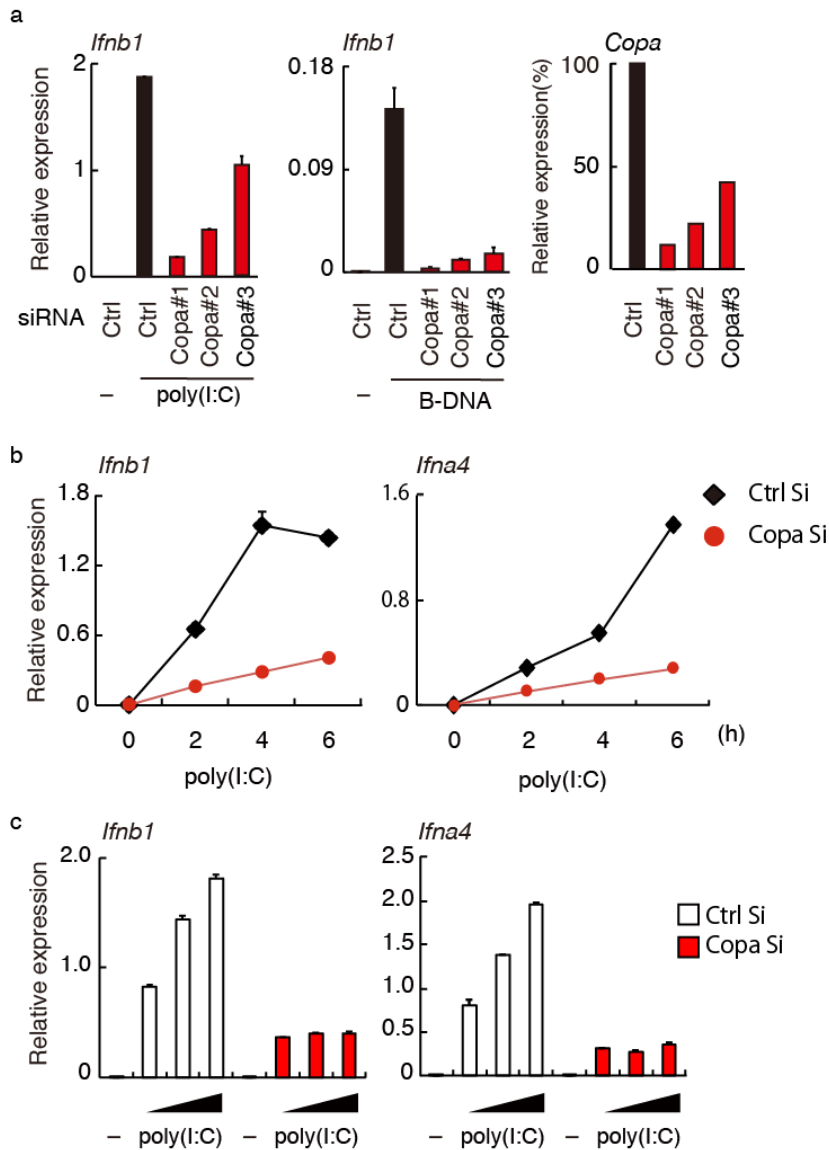 a
Ifnb1
Relative expression
2
1
0
siRNA
Ctrl
Ctrl
Copa#1
Copa#2
Copa#3
–
poly(I:C)
Ifnb1
0.18
0.09
0
Ctrl
Ctrl
Copa#1
Copa#2
Copa#3
–
B-DNA
Copa
Relative expression(%)
100
50
0
Ctrl
Copa#1
Copa#2
Copa#3
b
Ifnb1
Relative expression
1.8
1.2
0.6
0
0 2 4 6
poly(I:C)
Ifna4
1.6
0.8
0
0 2 4 6 (h)
poly(I:C)
Ctrl Si
Copa Si
c
Ifnb1
Relative expression
2.0
1.0
0
– poly(I:C) – poly(I:C)
Ifna4
2.5
2.0
1.5
1.0
0.5
0
– poly(I:C) – poly(I:C)
Ctrl Si
Copa Si